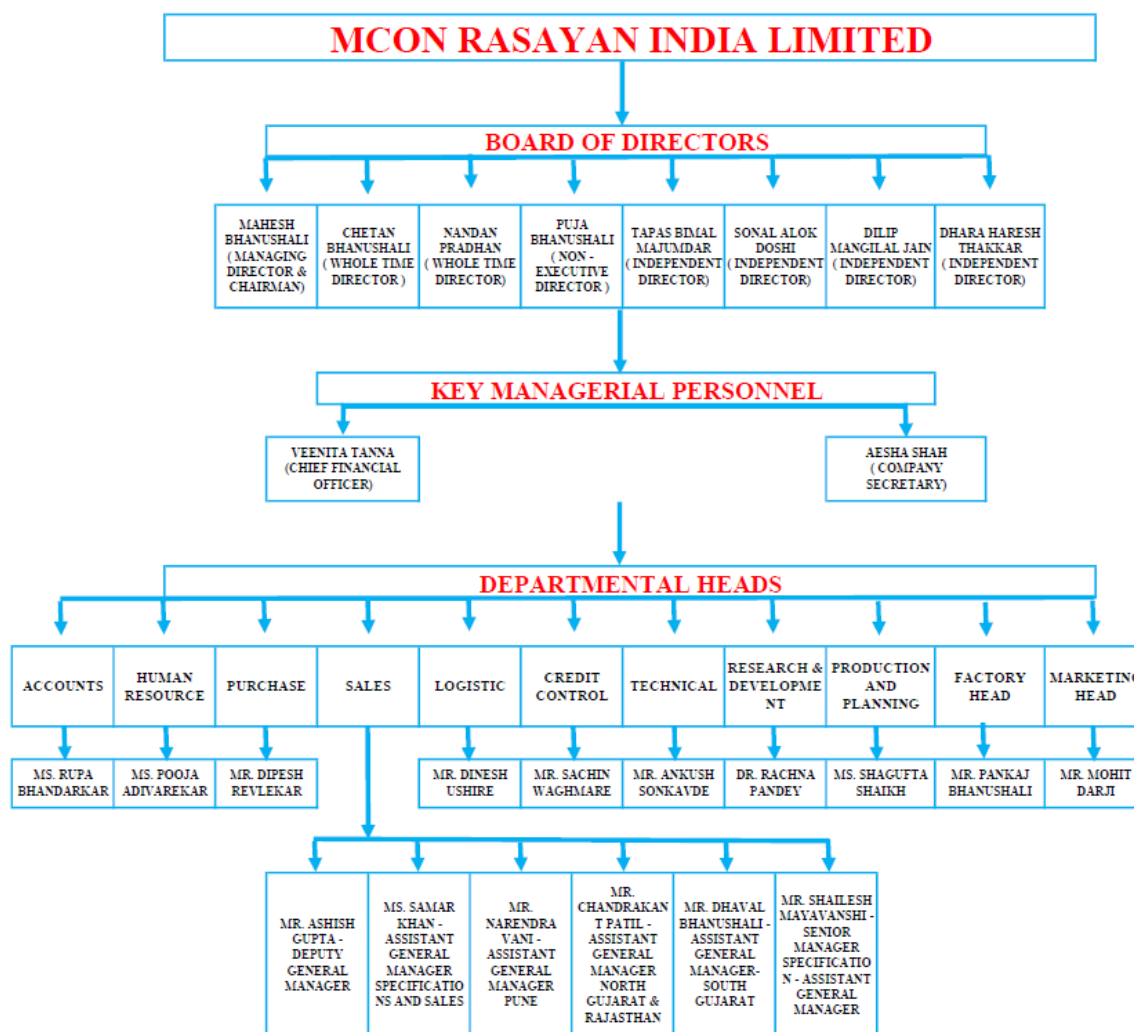 MCON RASAYAN INDIA LIMITED
BOARD OF DIRECTORS
MAHESH
BHANUSHALI
( MANAGING
DIRECTOR &
CHAIRMAN)
CHETAN
BHANUSHALI
( WHOLE TIME
DIRECTOR )
NANDAN
PRADHAN
( WHOLE TIME
DIRECTOR)
PUJA
BHANUSHALI
( NON -
EXECUTIVE
DIRECTOR )
TAPAS BIMAL
MAJUMDAR
( INDEPENDENT
DIRECTOR)
SONAL ALOK
DOSHI
( INDEPENDENT
DIRECTOR)
DILIP
MANGILAL JAIN
( INDEPENDENT
DIRECTOR)
DHARA HARESH
THAKKAR
( INDEPENDENT
DIRECTOR)
KEY MANAGERIAL PERSONNEL
VEENITA TANNA
(CHIEF FINANCIAL
OFFICER)
AESHA SHAH
( COMPANY
SECRETARY)
DEPARTMENTAL HEADS
ACCOUNTS
HUMAN
RESOURCE
PURCHASE
SALES
LOGISTIC
CREDIT
CONTROL
TECHNICAL
RESEARCH &
DEVELOPME
NT
PRODUCTION
AND
PLANNING
FACTORY
HEAD
MARKETING
HEAD
MS. RUPA
BHANDARKAR
MS. POOJA
ADIVAREKAR
MR. DIPESH
REVLEKAR
MR. DINESH
USHIRE
MR. SACHIN
WAGHMARE
MR. ANKUSH
SONKAVDE
DR. RACHNA
PANDEY
MS. SHAGUFTA
SHAIKH
MR. PANKAJ
BHANUSHALI
MR. MOHIT
DARJI
MR. ASHISH
GUPTA -
DEPUTY
GENERAL
MANAGER
MS. SAMAR
KHAN -
ASSISTANT
GENERAL
MANAGER
SPECIFICATIO
NS AND SALES
MR.
NARENDRA
VANI -
ASSISTANT
GENERAL
MANAGER
PUNE
MR.
CHANDRAKAN
T PATIL -
ASSISTANT
GENERAL
MANAGER
NORTH
GUJARAT &
RAJASTHAN
MR. DHAVAL
BHANUSHALI -
ASSISTANT
GENERAL
MANAGER-
SOUTH
GUJARAT
MR. SHAILESH
MAYAVANSHI -
SENIOR
MANAGER
SPECIFICATIO
N - ASSISTANT
GENERAL
MANAGER